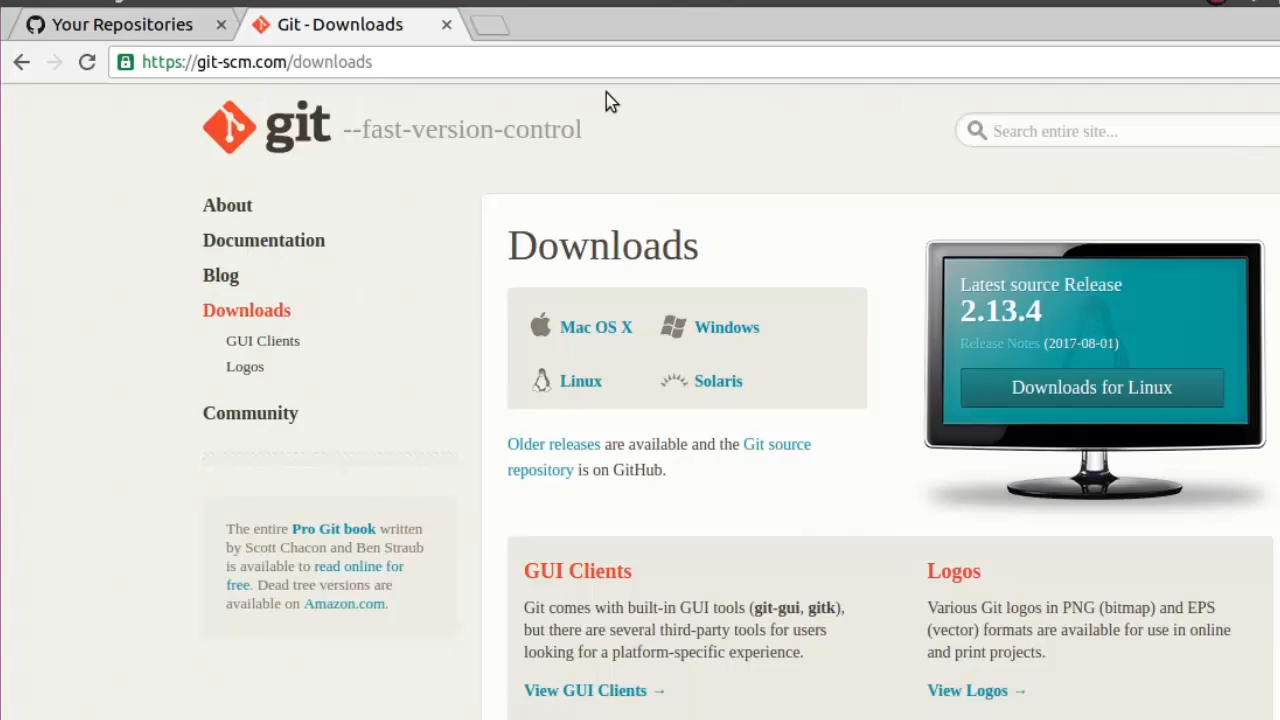 Your Repositories
Git - Downloads
https://git-scm.com/downloads
git --fast-version-control
Search entire site...
About
Documentation
Blog
Downloads
GUI Clients
Logos
Community
The entire Pro Git book written
by Scott Chacon and Ben Straub
is available to read online for
free. Dead tree versions are
available on Amazon.com.
Downloads
Mac OS X
Windows
Linux
Solaris
Older releases are available and the Git source
repository is on GitHub.
Latest source Release
2.13.4
Release Notes (2017-08-01)
Downloads for Linux
GUI Clients
Git comes with built-in GUI tools (git-gui, gitk),
but there are several third-party tools for users
looking for a platform-specific experience.
View GUI Clients →
Logos
Various Git logos in PNG (bitmap) and EPS
(vector) formats are available for use in online
and print projects.
View Logos →